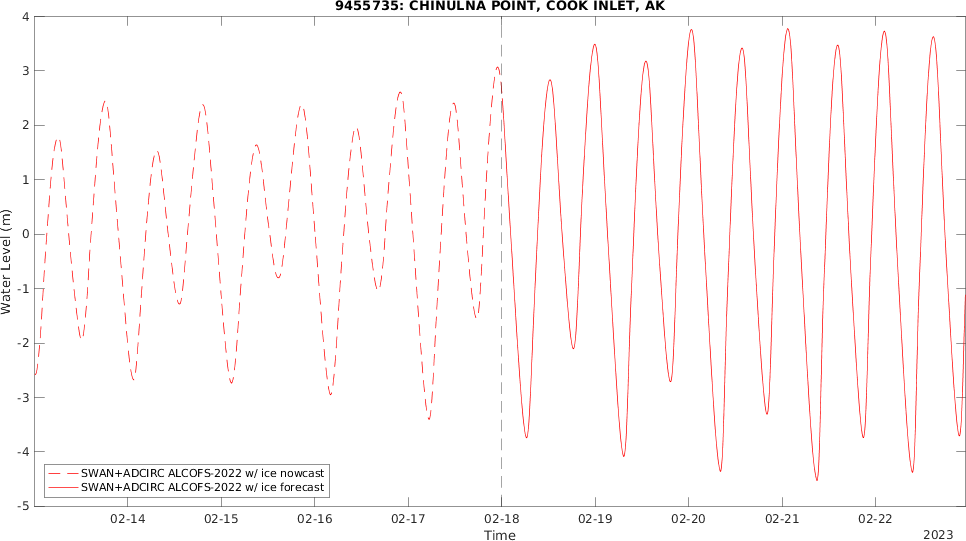 9455735: CHINULNA POINT, COOK INLET, AK
Water Level (m)
4
3
2
1
0
-1
-2
-3
-4
-5
SWAN+ADCIRC ALCOFS-2022 w/ ice nowcast
SWAN+ADCIRC ALCOFS-2022 w/ ice forecast
02-14 02-15 02-16 02-17 02-18 02-19 02-20 02-21 02-22
Time
2023